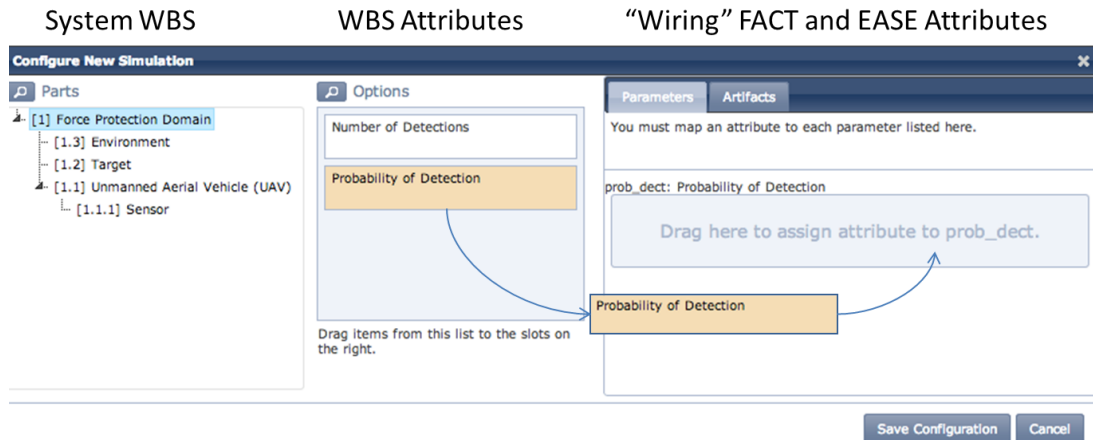 System WBS
WBS Attributes
“Wiring” FACT and EASE Attributes
Configure New Simulation
Parts
[1] Force Protection Domain
[1.3] Environment
[1.2] Target
[1.1] Unmanned Aerial Vehicle (UAV)
[1.1.1] Sensor
Options
Number of Detections
Probability of Detection
Drag items from this list to the slots on
the right.
Parameters
Artifacts
You must map an attribute to each parameter listed here.
prob_dect: Probability of Detection
Drag here to assign attribute to prob_dect.
Probability of Detection
Save Configuration
Cancel